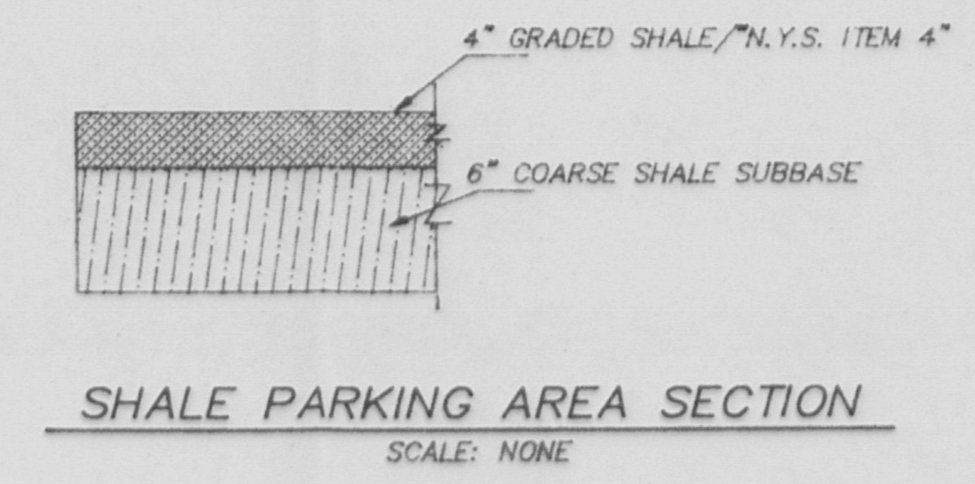 4" GRADED SHALE/"N.Y.S. ITEM 4"
6" COARSE SHALE SUBBASE
SHALE PARKING AREA SECTION
SCALE: NONE